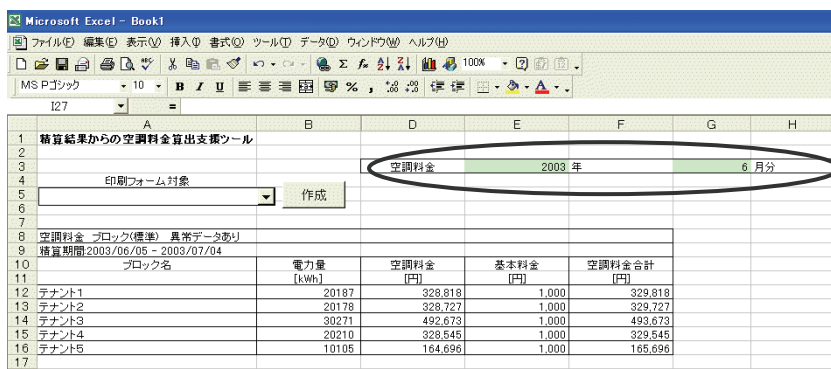 Microsoft Excel - Book1
ファイル(F) 編集(E) 表示(V) 挿入(I) 書式(O) ツール(T) データ(D) ウィンドウ(W) ヘルプ(H)
100%
MS Pゴシック 10 B I U % ,
I27 =
A B D E F G H
1 精算結果からの空調料金算出支援ツール
2
3 空調料金 2003 年 6 月分
4 印刷フォーム対象
5 作成
6
7
8 空調料金 ブロック(標準) 異常データあり
9 精算期間:2003/06/05 - 2003/07/04
10 ブロック名 電力量 空調料金 基本料金 空調料金合計
11 [kWh] [円] [円] [円]
12 テナント1 20187 328,818 1,000 329,818
13 テナント2 20178 328,727 1,000 329,727
14 テナント3 30271 492,673 1,000 493,673
15 テナント4 20210 328,545 1,000 329,545
16 テナント5 10105 164,696 1,000 165,696
17